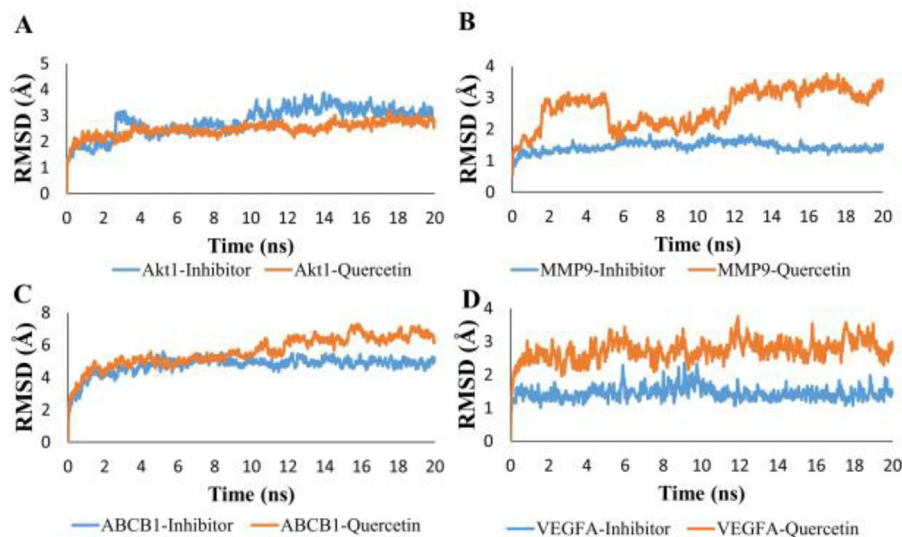 A
RMSD (Å)
5
4
3
2
1
0
0 2 4 6 8 10 12 14 16 18 20
Time (ns)
Akt1-Inhibitor Akt1-Quercetin
B
RMSD (Å)
4
3
2
1
0
0 2 4 6 8 10 12 14 16 18 20
Time (ns)
MMP9-Inhibitor MMP9-Quercetin
C
RMSD (Å)
8
6
4
2
0
0 2 4 6 8 10 12 14 16 18 20
Time (ns)
ABCB1-Inhibitor ABCB1-Quercetin
D
RMSD (Å)
4
3
2
1
0
0 2 4 6 8 10 12 14 16 18 20
Time (ns)
VEGFA-Inhibitor VEGFA-Quercetin